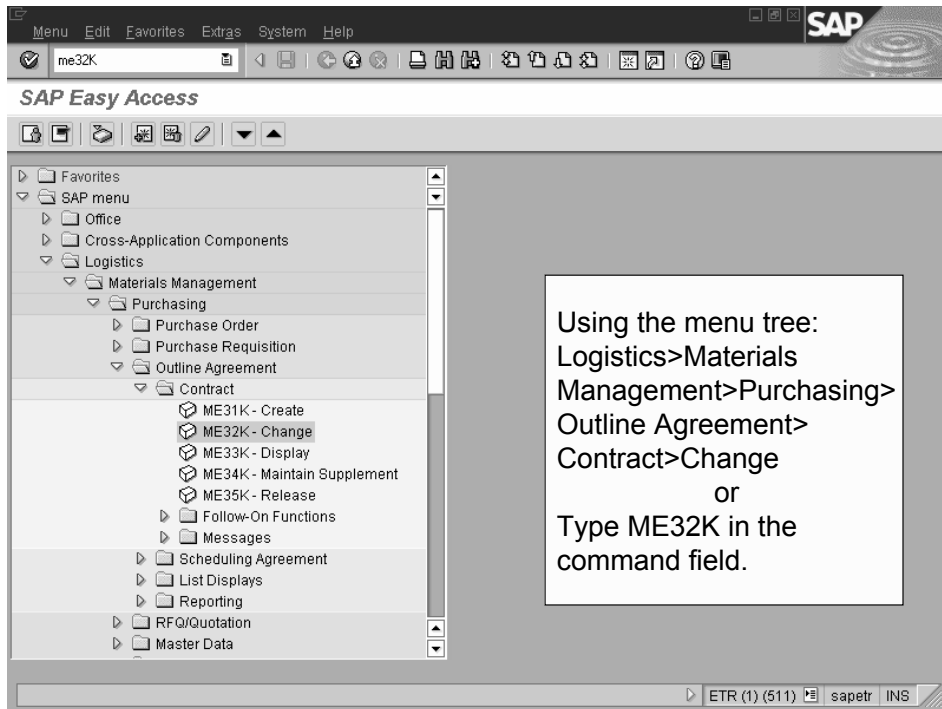 Menu Edit Favorites Extras System Help
SAP
me32K
SAP Easy Access
Favorites
SAP menu
Office
Cross-Application Components
Logistics
Materials Management
Purchasing
Purchase Order
Purchase Requisition
Outline Agreement
Contract
ME31K - Create
ME32K - Change
ME33K - Display
ME34K - Maintain Supplement
ME35K - Release
Follow-On Functions
Messages
Scheduling Agreement
List Displays
Reporting
RFQ/Quotation
Master Data
Using the menu tree:
Logistics>Materials
Management>Purchasing>
Outline Agreement>
Contract>Change
or
Type ME32K in the
command field.
ETR (1) (511) sapetr INS